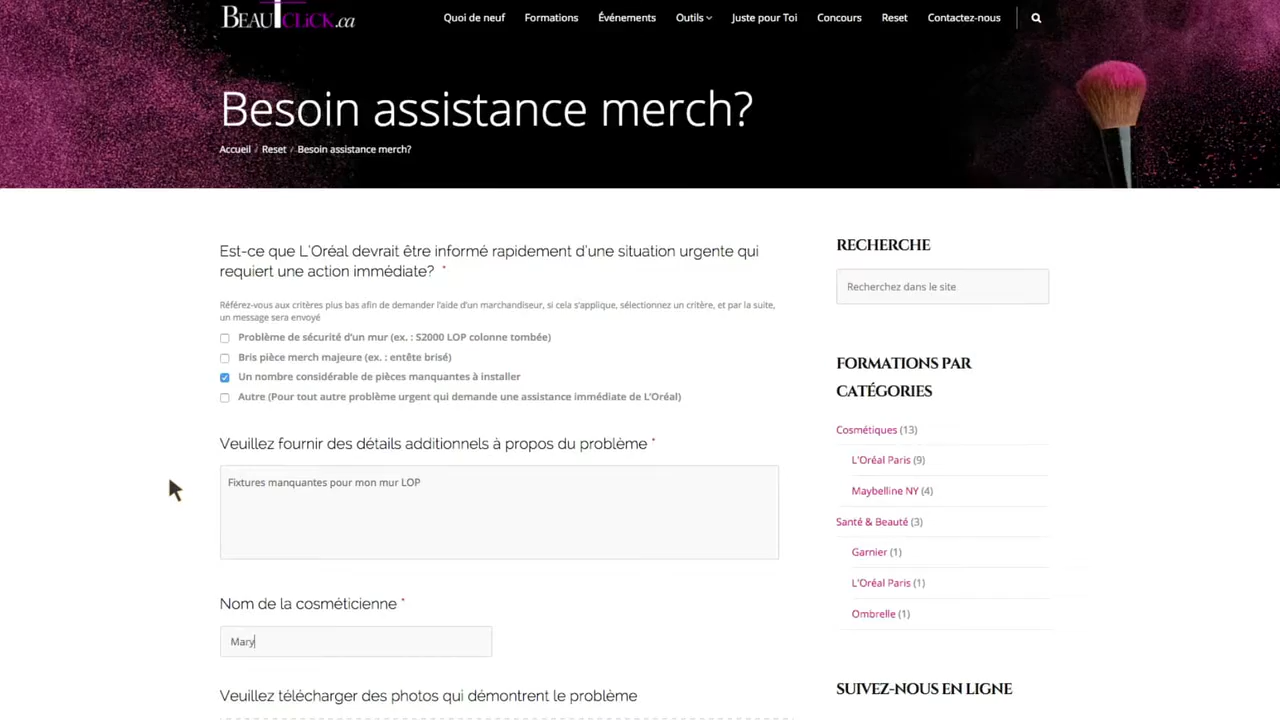 BEAUTCLICK.ca
Quoi de neuf Formations Événements Outils Juste pour Toi Concours Reset Contactez-nous
Besoin assistance merch?
Accueil / Reset / Besoin assistance merch?
Est-ce que L'Oréal devrait être informé rapidement d'une situation urgente qui
requiert une action immédiate? *
Référez-vous aux critères plus bas afin de demander l'aide d'un marchandiseur, si cela s'applique, sélectionnez un critère, et par la suite,
un message sera envoyé
Problème de sécurité d'un mur (ex. : S2000 LOP colonne tombée)
Bris pièce merch majeure (ex. : entête brisé)
Un nombre considérable de pièces manquantes à installer
Autre (Pour tout autre problème urgent qui demande une assistance immédiate de L'Oréal)
Veuillez fournir des détails additionnels à propos du problème *
Fixtures manquantes pour mon mur LOP
Nom de la cosméticienne *
Mary
Veuillez télécharger des photos qui démontrent le problème
RECHERCHE
Recherchez dans le site
FORMATIONS PAR
CATÉGORIES
Cosmétiques (13)
L'Oréal Paris (9)
Maybelline NY (4)
Santé & Beauté (3)
Garnier (1)
L'Oréal Paris (1)
Ombrelle (1)
SUIVEZ-NOUS EN LIGNE